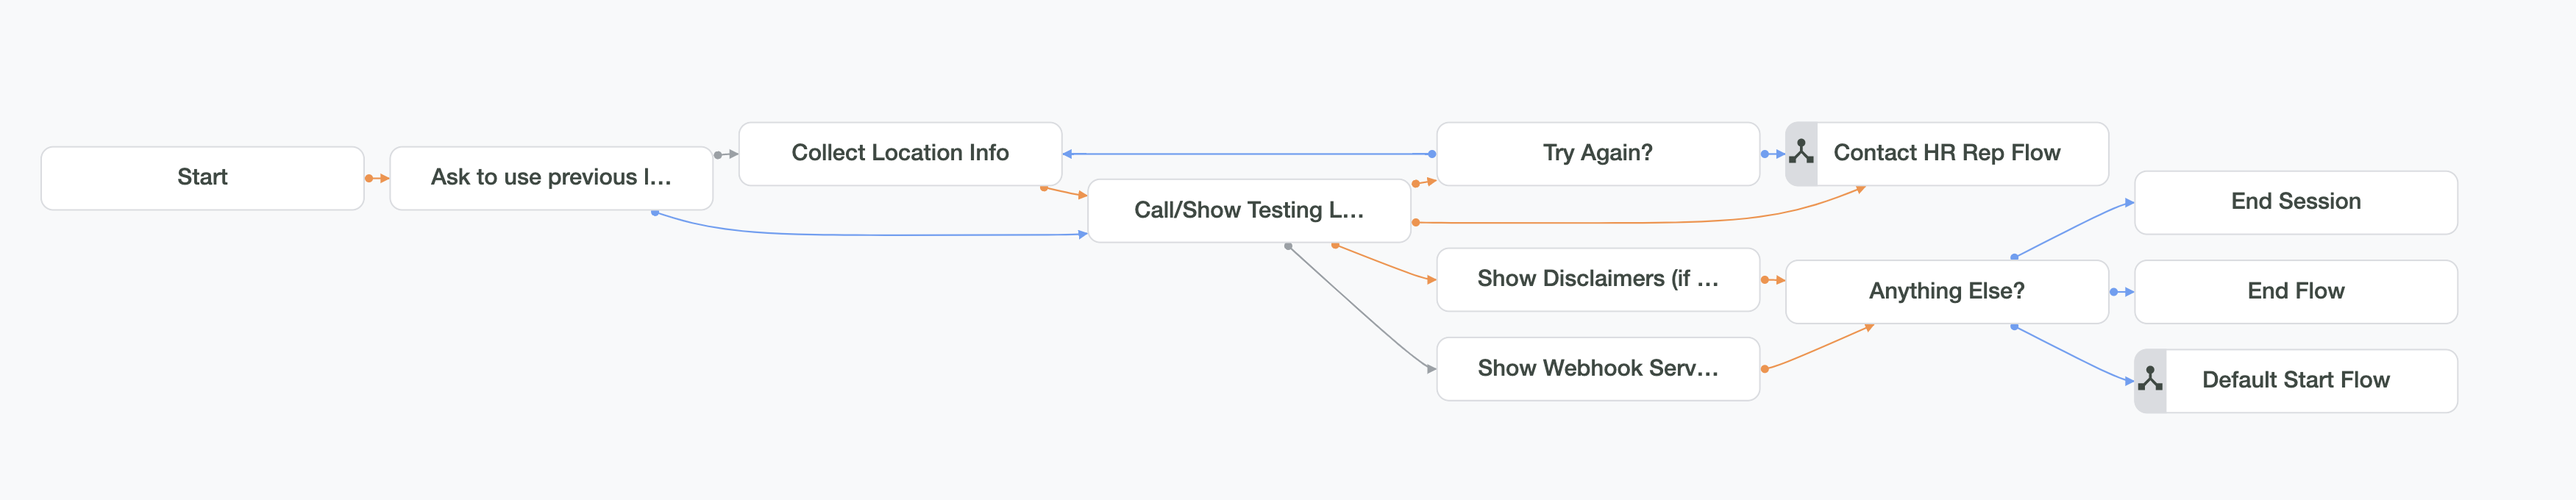 Start
Ask to use previous l...
Collect Location Info
Call/Show Testing L...
Try Again?
Contact HR Rep Flow
Show Disclaimers (if ...
Show Webhook Serv...
Anything Else?
End Session
End Flow
Default Start Flow